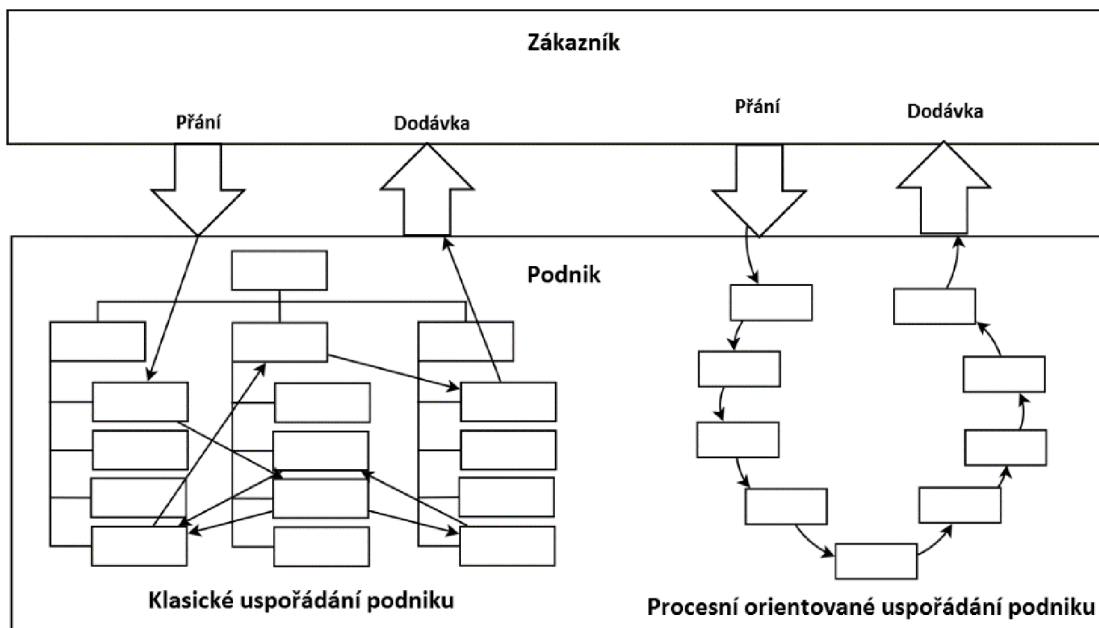 Zákazník
Přání
Dodávka
Přání
Dodávka
Podnik
Klasické uspořádání podniku
Procesní orientované uspořádání podniku